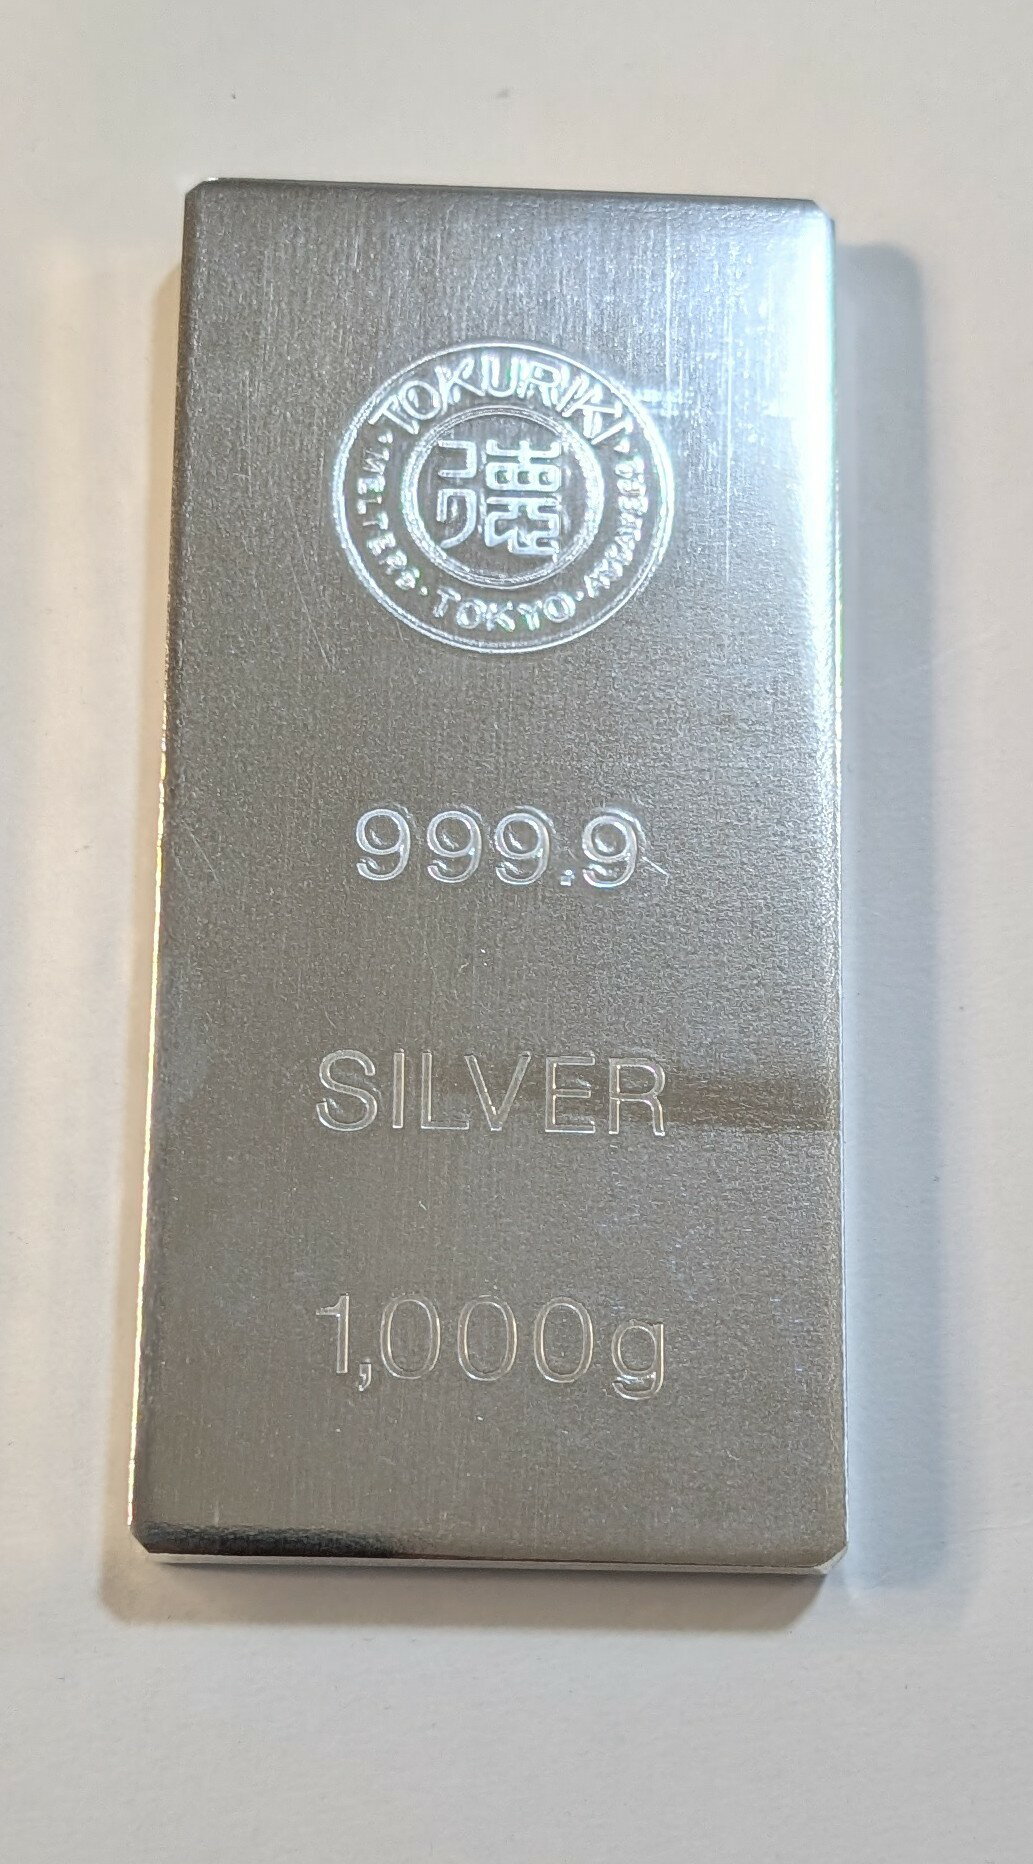 TOKURIKI
・MELTERS・TOKYO・ASSAYERS・
徳
999.9
SILVER
1,000g